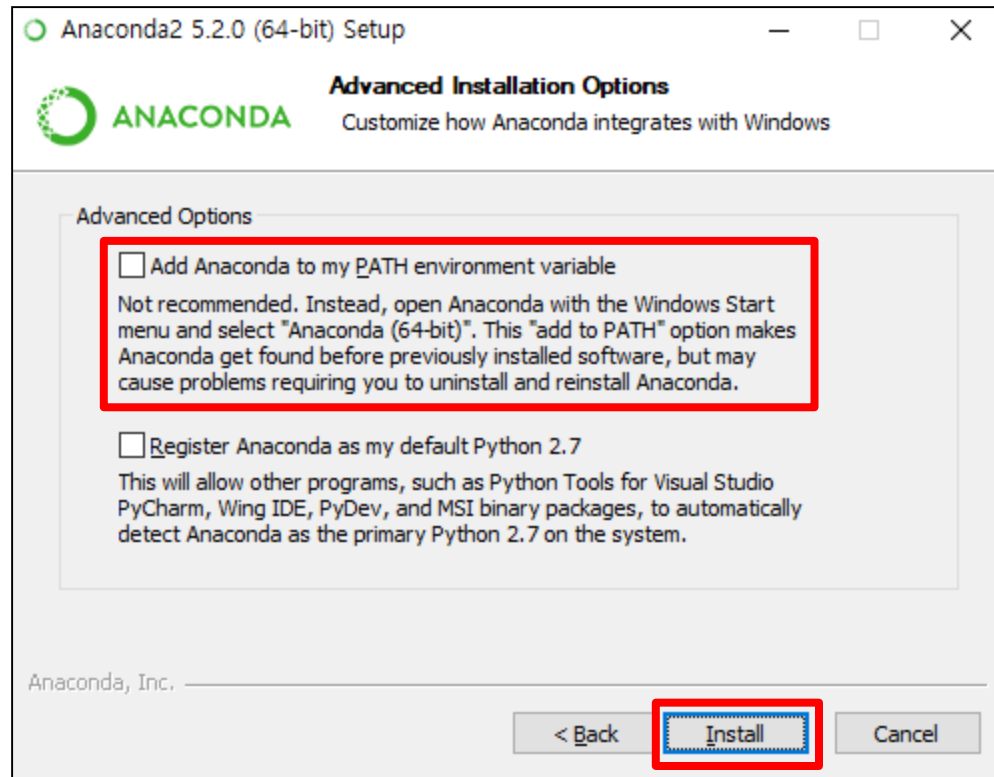 Anaconda2 5.2.0 (64-bit) Setup
ANACONDA
Advanced Installation Options
Customize how Anaconda integrates with Windows
Advanced Options
Add Anaconda to my PATH environment variable
Not recommended. Instead, open Anaconda with the Windows Start
menu and select "Anaconda (64-bit)". This "add to PATH" option makes
Anaconda get found before previously installed software, but may
cause problems requiring you to uninstall and reinstall Anaconda.
Register Anaconda as my default Python 2.7
This will allow other programs, such as Python Tools for Visual Studio
PyCharm, Wing IDE, PyDev, and MSI binary packages, to automatically
detect Anaconda as the primary Python 2.7 on the system.
Anaconda, Inc.
< Back
Install
Cancel